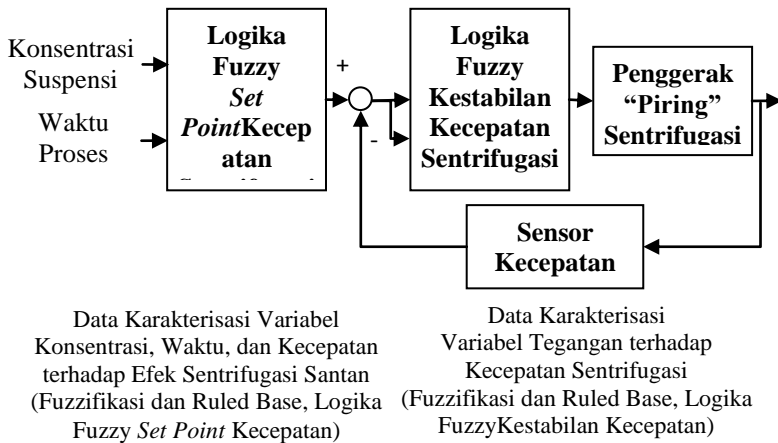 Konsentrasi
Suspensi
Waktu
Proses
Logika
Fuzzy
Set
PointKecep
atan
+
-
Logika
Fuzzy
Kestabilan
Kecepatan
Sentrifugasi
Penggerak
“Piring”
Sentrifugasi
Sensor
Kecepatan
Data Karakterisasi Variabel
Konsentrasi, Waktu, dan Kecepatan
terhadap Efek Sentrifugasi Santan
(Fuzzifikasi dan Ruled Base, Logika
Fuzzy Set Point Kecepatan)
Data Karakterisasi
Variabel Tegangan terhadap
Kecepatan Sentrifugasi
(Fuzzifikasi dan Ruled Base, Logika
FuzzyKestabilan Kecepatan)